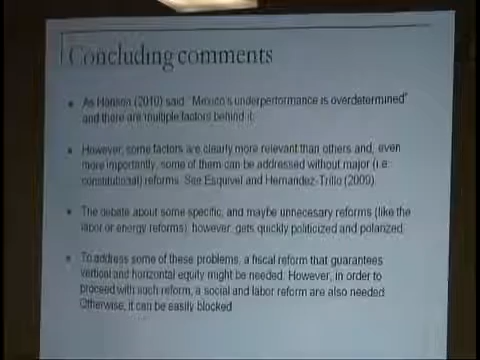 Concluding comments
• As Hanson (2010) said "Mexico's underperformance is overdetermined"
and there are multiple factors behind it.
• However, some factors are clearly more relevant than others and, even
more importantly, some of them can be addressed without major (i.e.
constitutional) reforms. See Esquivel and Hernandez-Trillo (2009).
• The debate about some specific, and maybe unnecessary reforms (like the
labor or energy reforms), however, gets quickly politicized and polarized.
• To address some of these problems, a fiscal reform that guarantees
vertical and horizontal equity might be needed. However, in order to
proceed with such reform, a social and labor reform are also needed.
Otherwise, it can be easily blocked